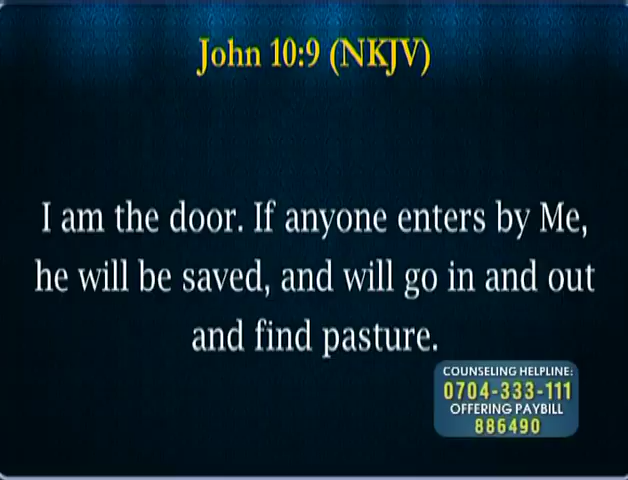 John 10:9 (NKJV)
I am the door. If anyone enters by Me,
he will be saved, and will go in and out
and find pasture.
COUNSELING HELPLINE:
0704-333-111
OFFERING PAYBILL
886490